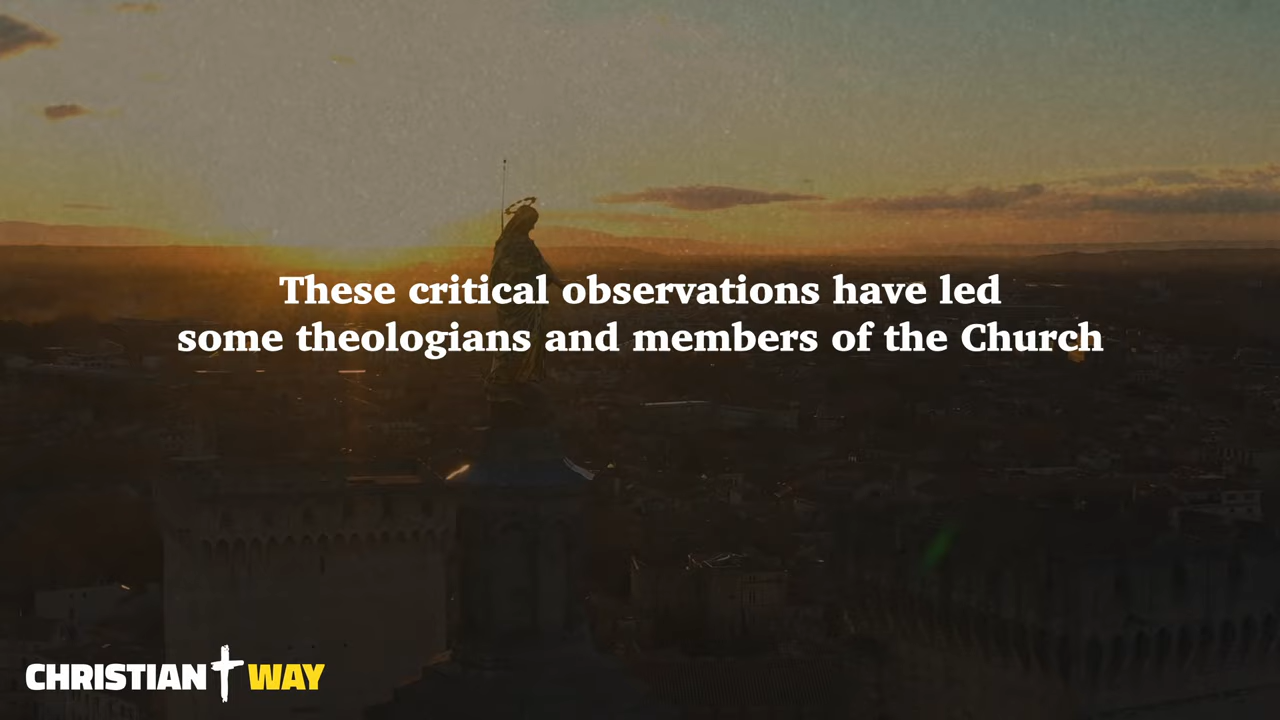 These critical observations have led
some theologians and members of the Church
CHRISTIAN WAY